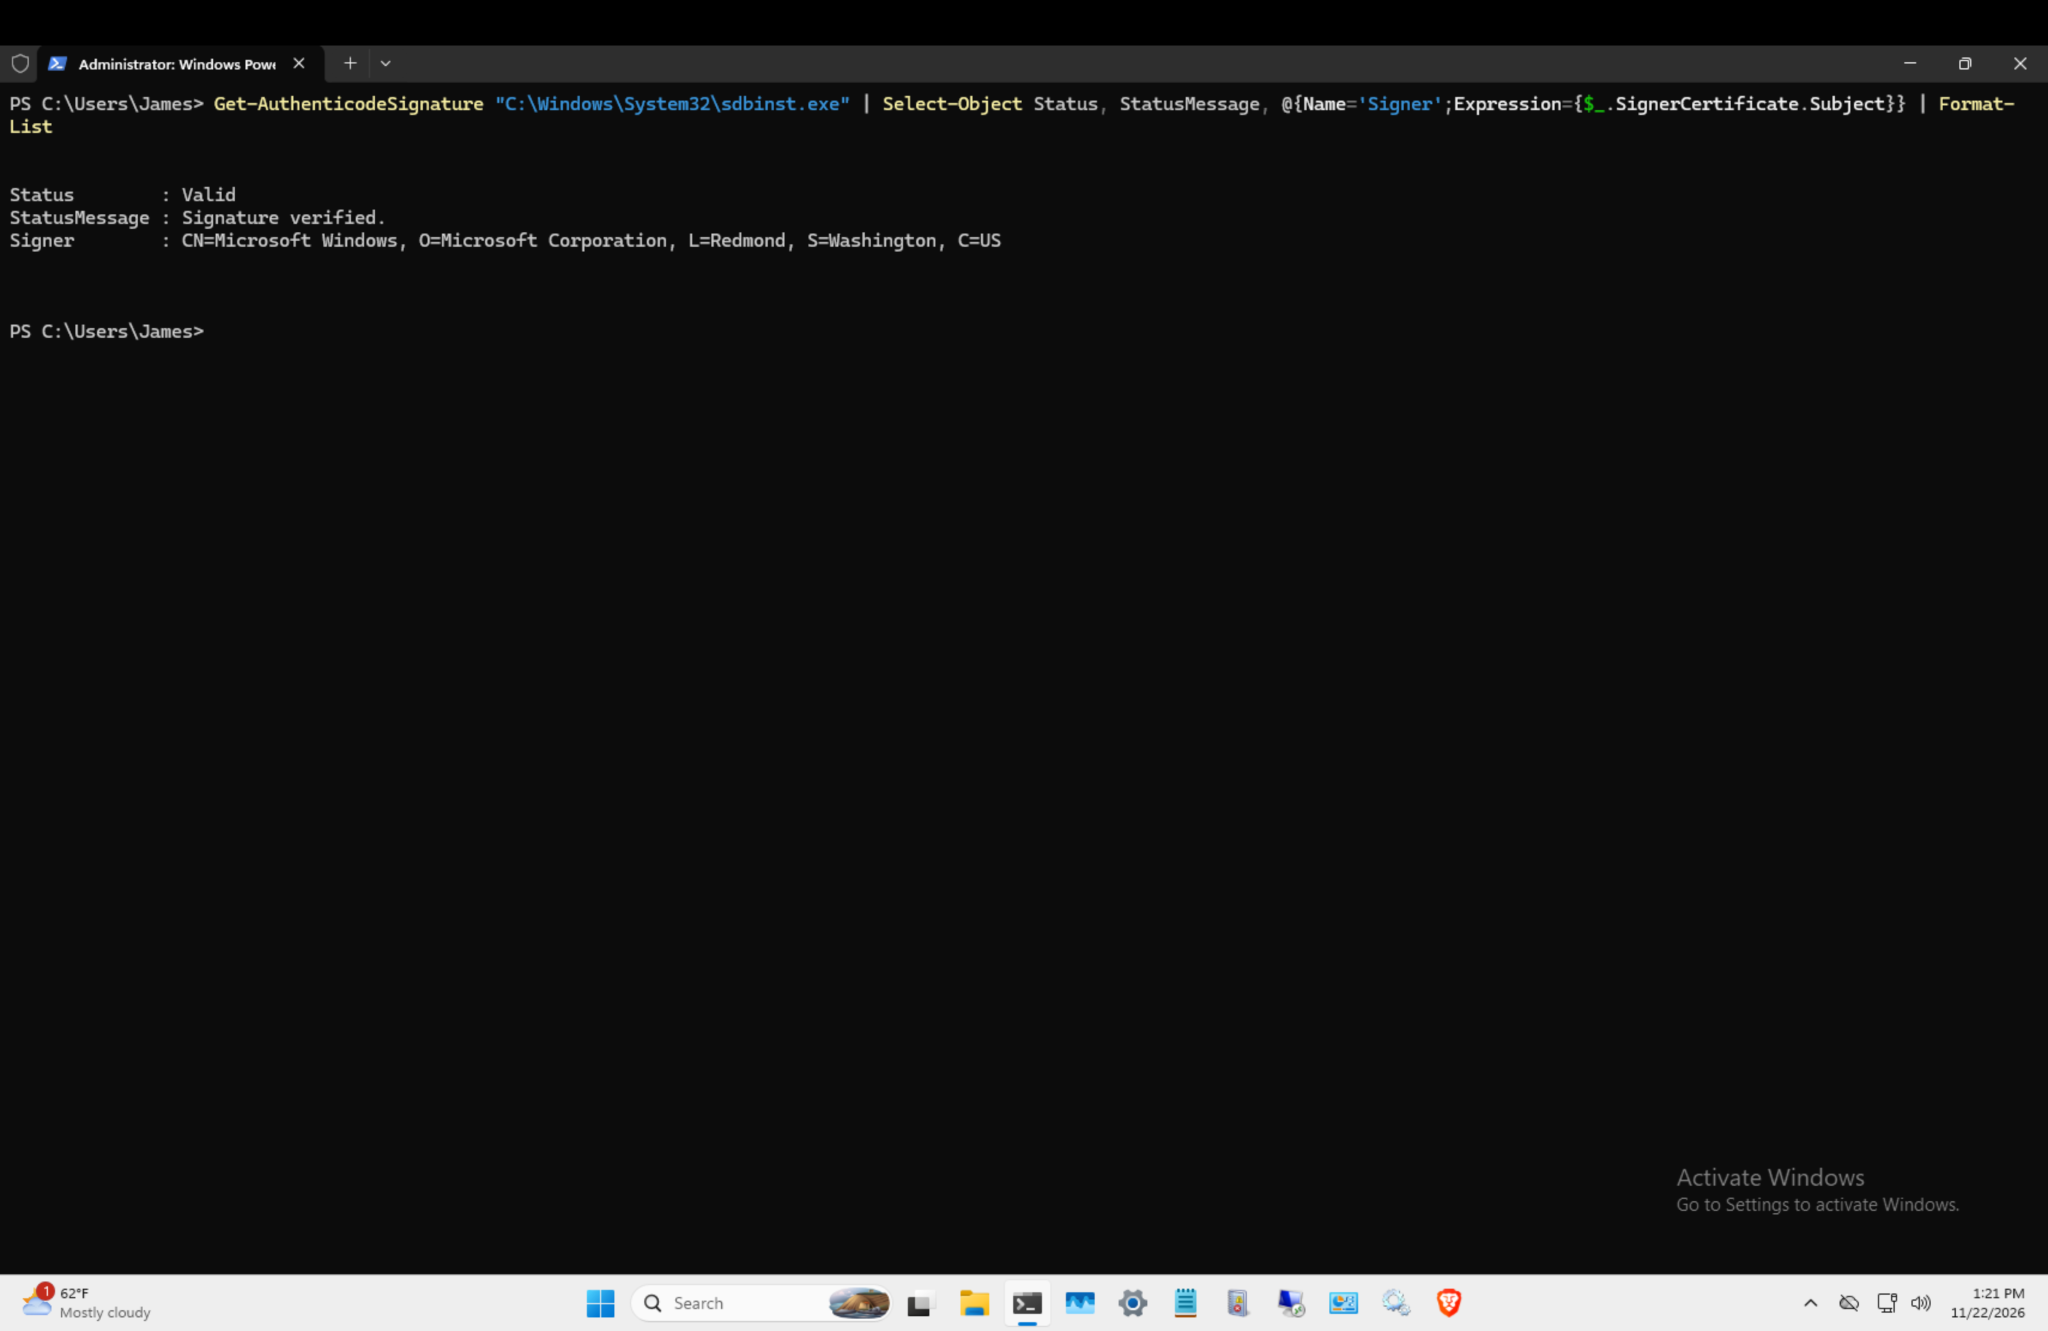 Administrator: Windows Powe
PS C:\Users\James> Get-AuthenticodeSignature "C:\Windows\System32\sdbinst.exe" | Select-Object Status, StatusMessage, @{Name='Signer';Expression={$_.SignerCertificate.Subject}} | Format-
List
Status        : Valid
StatusMessage : Signature verified.
Signer        : CN=Microsoft Windows, O=Microsoft Corporation, L=Redmond, S=Washington, C=US
PS C:\Users\James>
Activate Windows
Go to Settings to activate Windows.
1
62°F
Mostly cloudy
Search
1:21 PM
11/22/2026